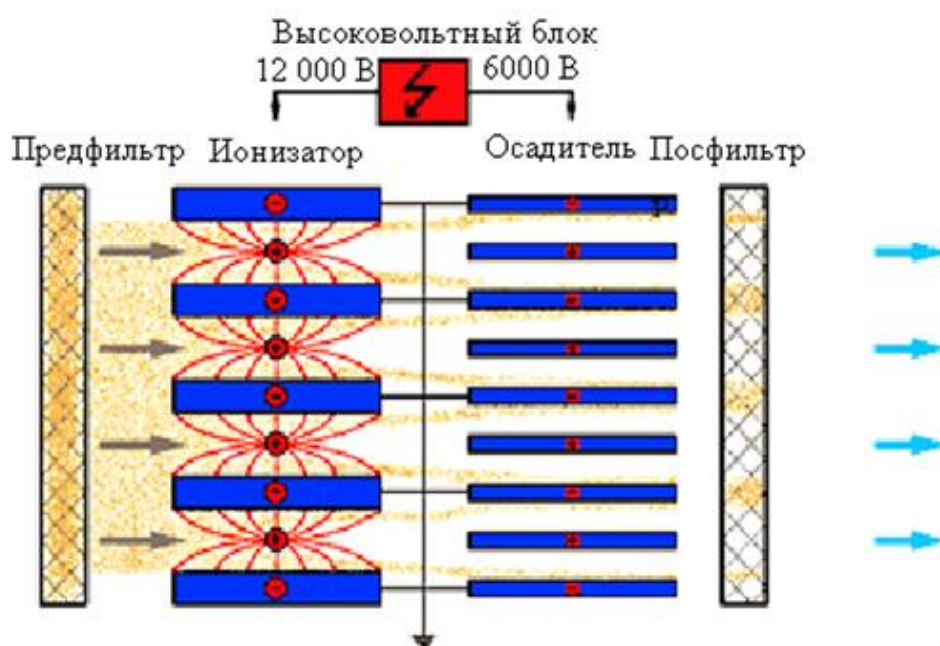 Высоковольтный блок
12 000 В 6000 В
Предфильтр Ионизатор Осадитель Посфильтр